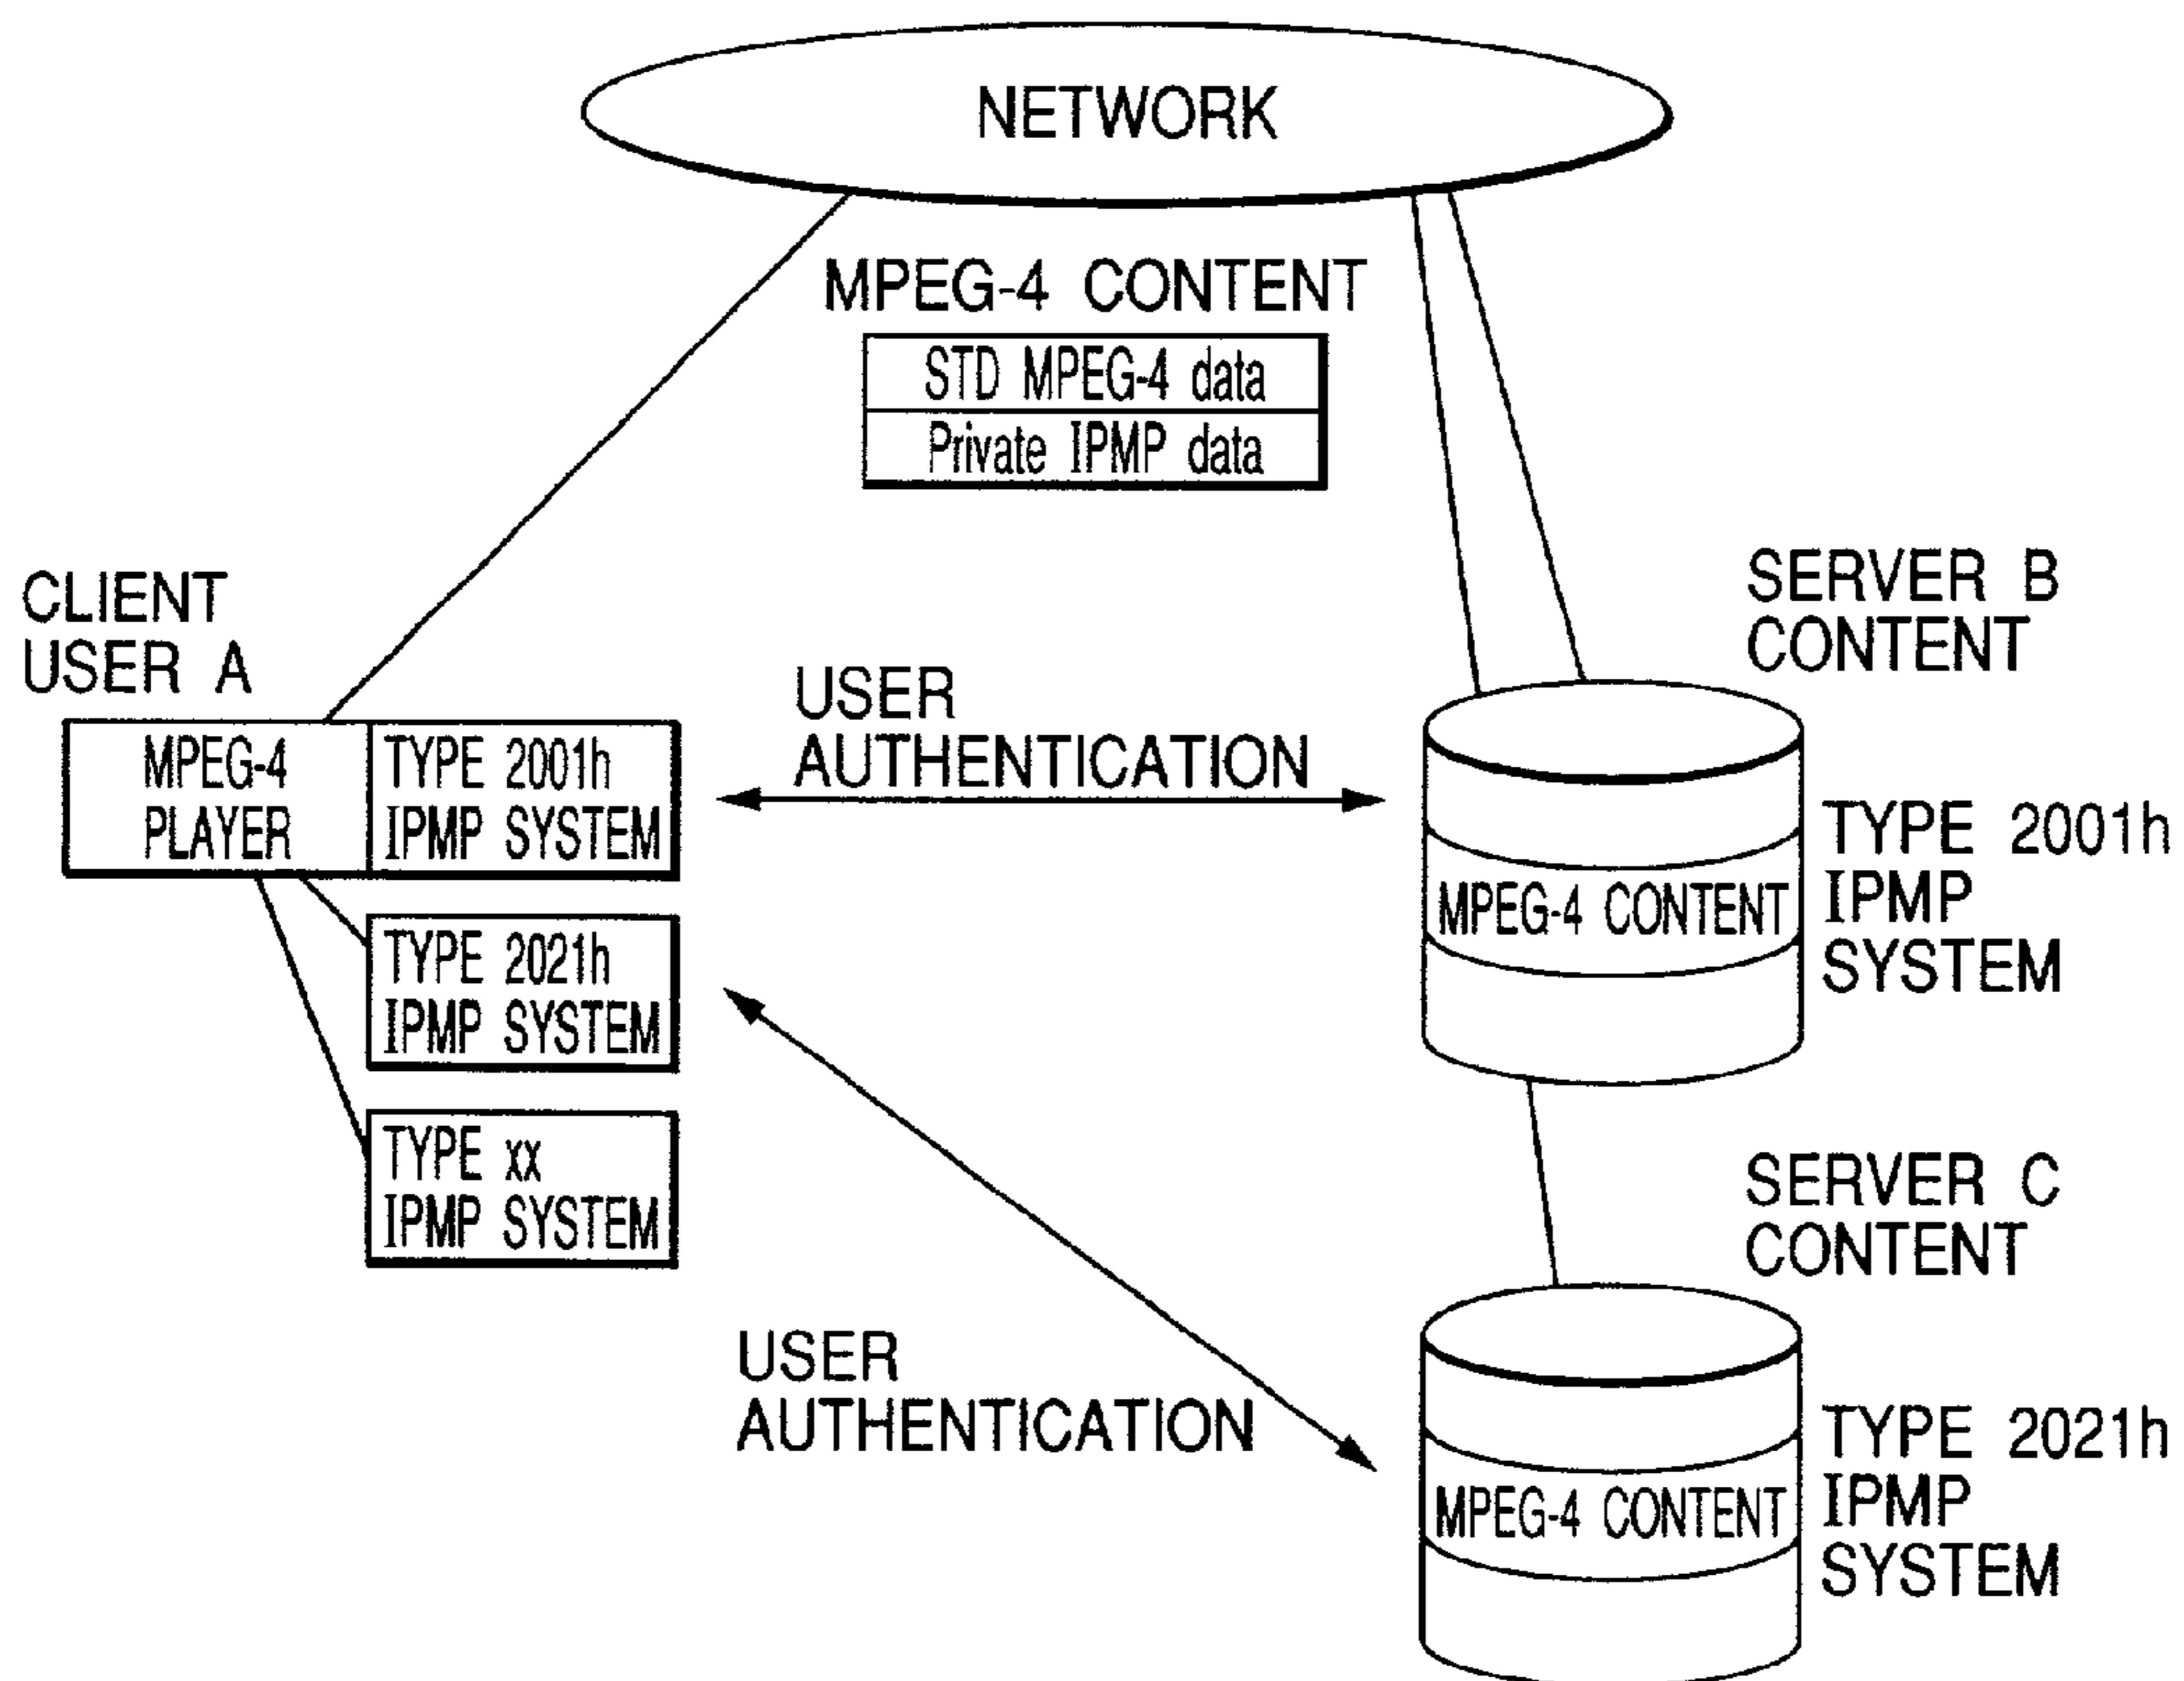 NETWORK
MPEG-4 CONTENT
STD MPEG-4 data
Private IPMP data
CLIENT
USER A
MPEG-4
PLAYER
TYPE 2001h
IPMP SYSTEM
TYPE 2021h
IPMP SYSTEM
TYPE xx
IPMP SYSTEM
USER
AUTHENTICATION
SERVER B
CONTENT
MPEG-4 CONTENT
TYPE 2001h
IPMP
SYSTEM
USER
AUTHENTICATION
SERVER C
CONTENT
MPEG-4 CONTENT
TYPE 2021h
IPMP
SYSTEM